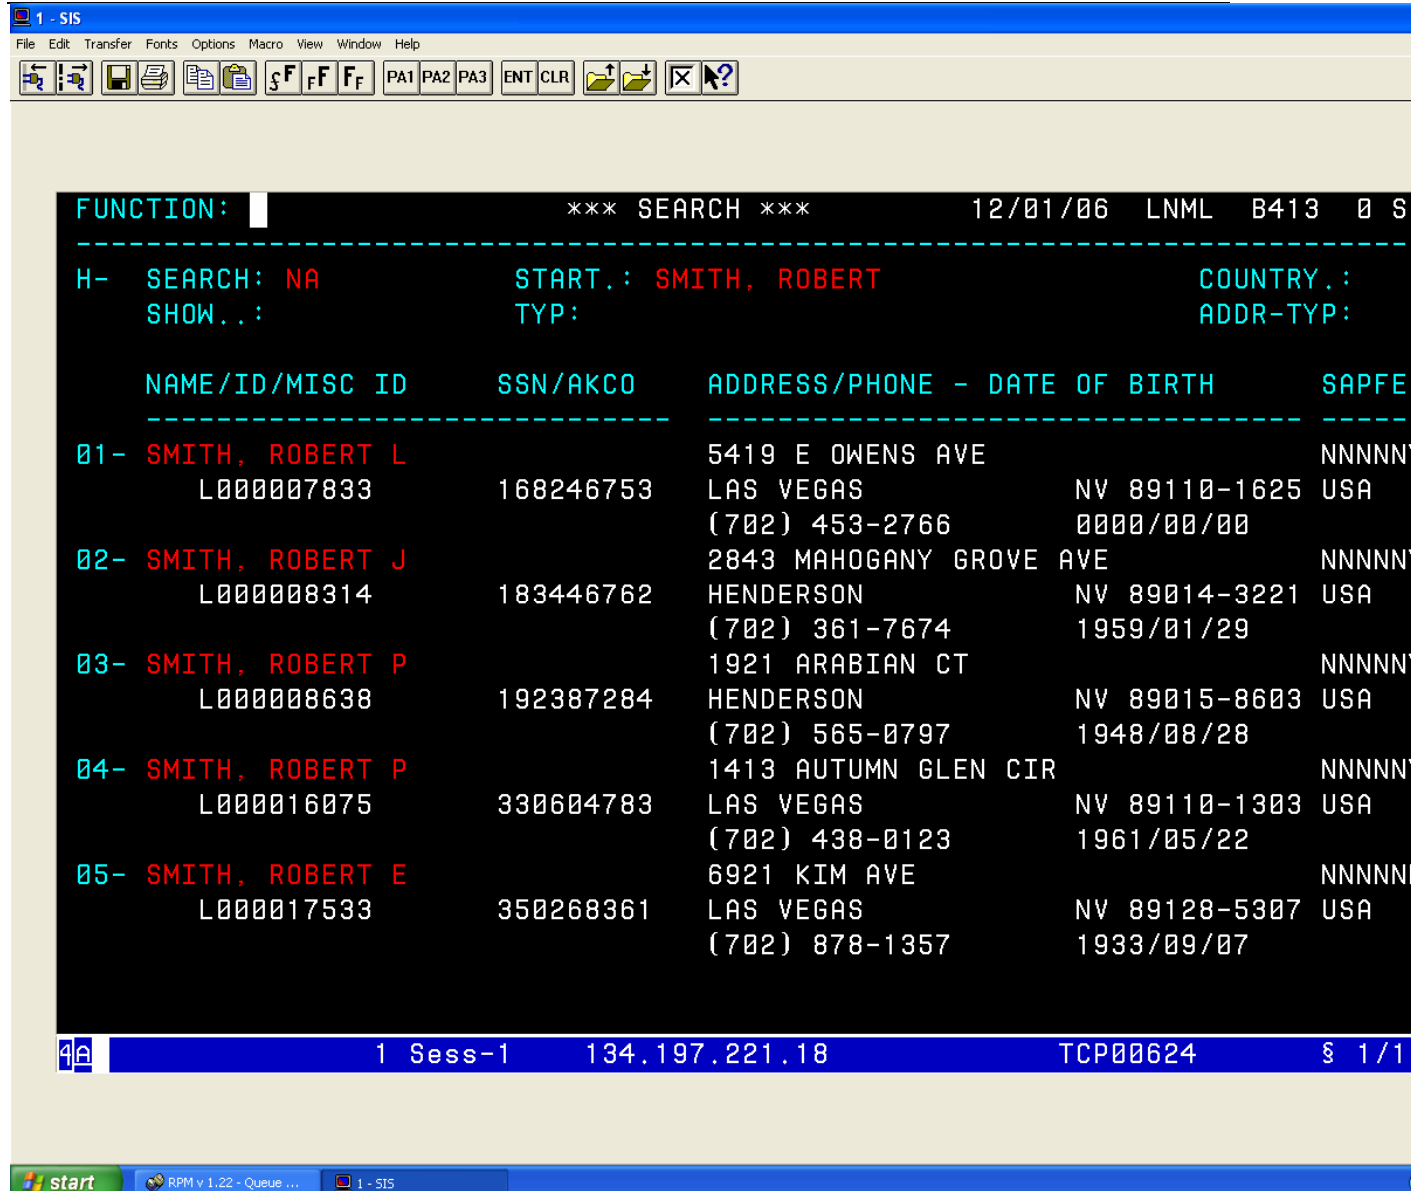 1 - SIS
File Edit Transfer Fonts Options Macro View Window Help
PA1 PA2 PA3 ENT CLR
FUNCTION: *** SEARCH *** 12/01/06 LNML B413 0 S
H- SEARCH: NA START.: SMITH, ROBERT COUNTRY.:
SHOW..: TYP: ADDR-TYP:
NAME/ID/MISC ID SSN/AKCO ADDRESS/PHONE - DATE OF BIRTH SAPFE
01- SMITH, ROBERT L 5419 E OWENS AVE NNNNNY
L000007833 168246753 LAS VEGAS NV 89110-1625 USA
(702) 453-2766 0000/00/00
02- SMITH, ROBERT J 2843 MAHOGANY GROVE AVE NNNNNY
L000008314 183446762 HENDERSON NV 89014-3221 USA
(702) 361-7674 1959/01/29
03- SMITH, ROBERT P 1921 ARABIAN CT NNNNNY
L000008638 192387284 HENDERSON NV 89015-8603 USA
(702) 565-0797 1948/08/28
04- SMITH, ROBERT P 1413 AUTUMN GLEN CIR NNNNNY
L000016075 330604783 LAS VEGAS NV 89110-1303 USA
(702) 438-0123 1961/05/22
05- SMITH, ROBERT E 6921 KIM AVE NNNNN
L000017533 350268361 LAS VEGAS NV 89128-5307 USA
(702) 878-1357 1933/09/07
4A 1 Sess-1 134.197.221.18 TCP00624 § 1/1
start RPM v 1.22 - Queue ... 1 - SIS